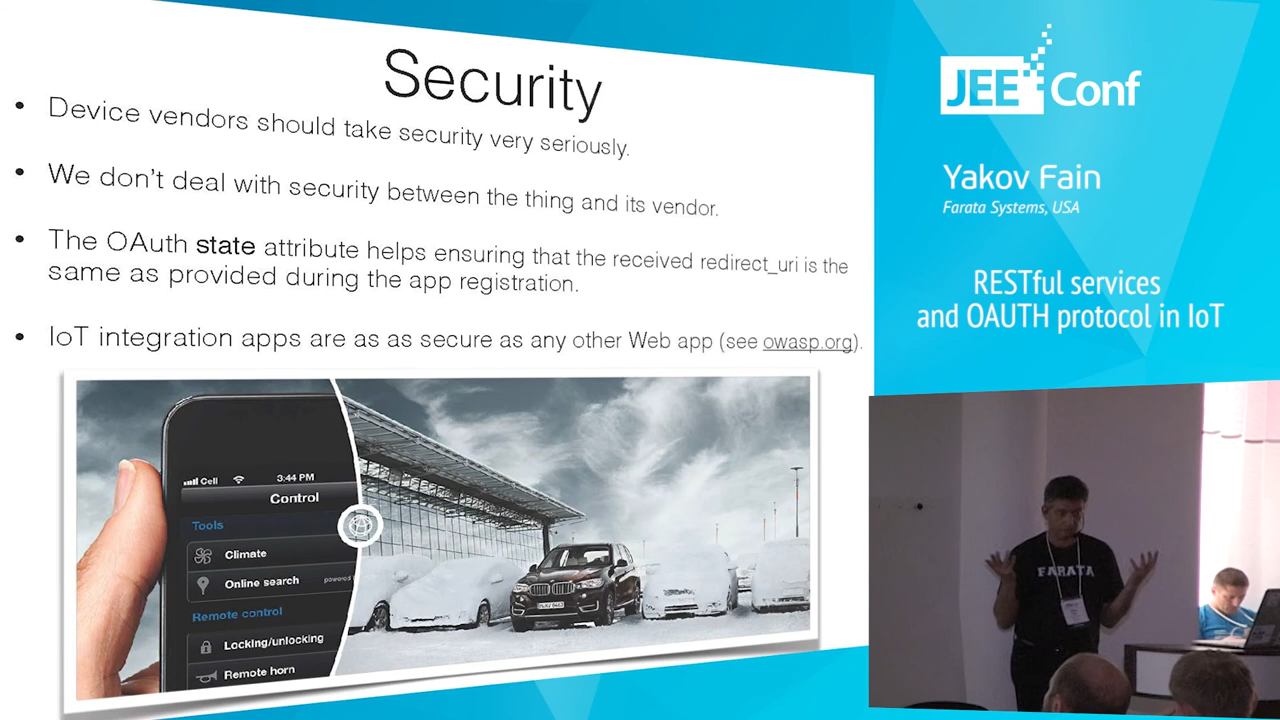 Security
• Device vendors should take security very seriously.
• We don't deal with security between the thing and its vendor.
• The OAuth state attribute helps ensuring that the received redirect_uri is the
same as provided during the app registration.
• IoT integration apps are as as secure as any other Web app (see owasp.org).
Cell 3:44 PM
Control
Tools
Climate
Online search powered
Remote control
Locking/unlocking
Remote horn
JEE Conf
Yakov Fain
Farata Systems, USA
RESTful services
and OAUTH protocol in IoT
FARATA